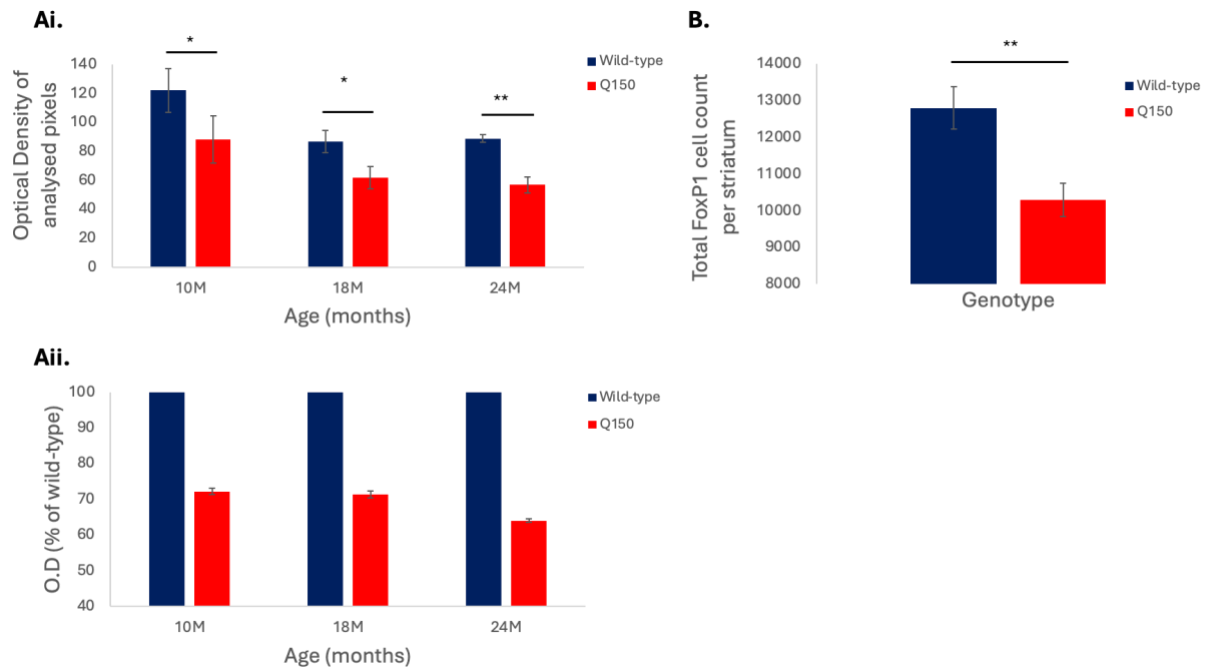 Ai.
*
*
**
140
120
100
80
60
40
20
0
Optical Density of
analysed pixels
10M
18M
24M
Age (months)
Wild-type
Q150
B.
**
14000
13000
12000
11000
10000
9000
8000
Total FoxP1 cell count
per striatum
Genotype
Wild-type
Q150
Aii.
100
90
80
70
60
50
40
O.D (% of wild-type)
10M
18M
24M
Age (months)
Wild-type
Q150